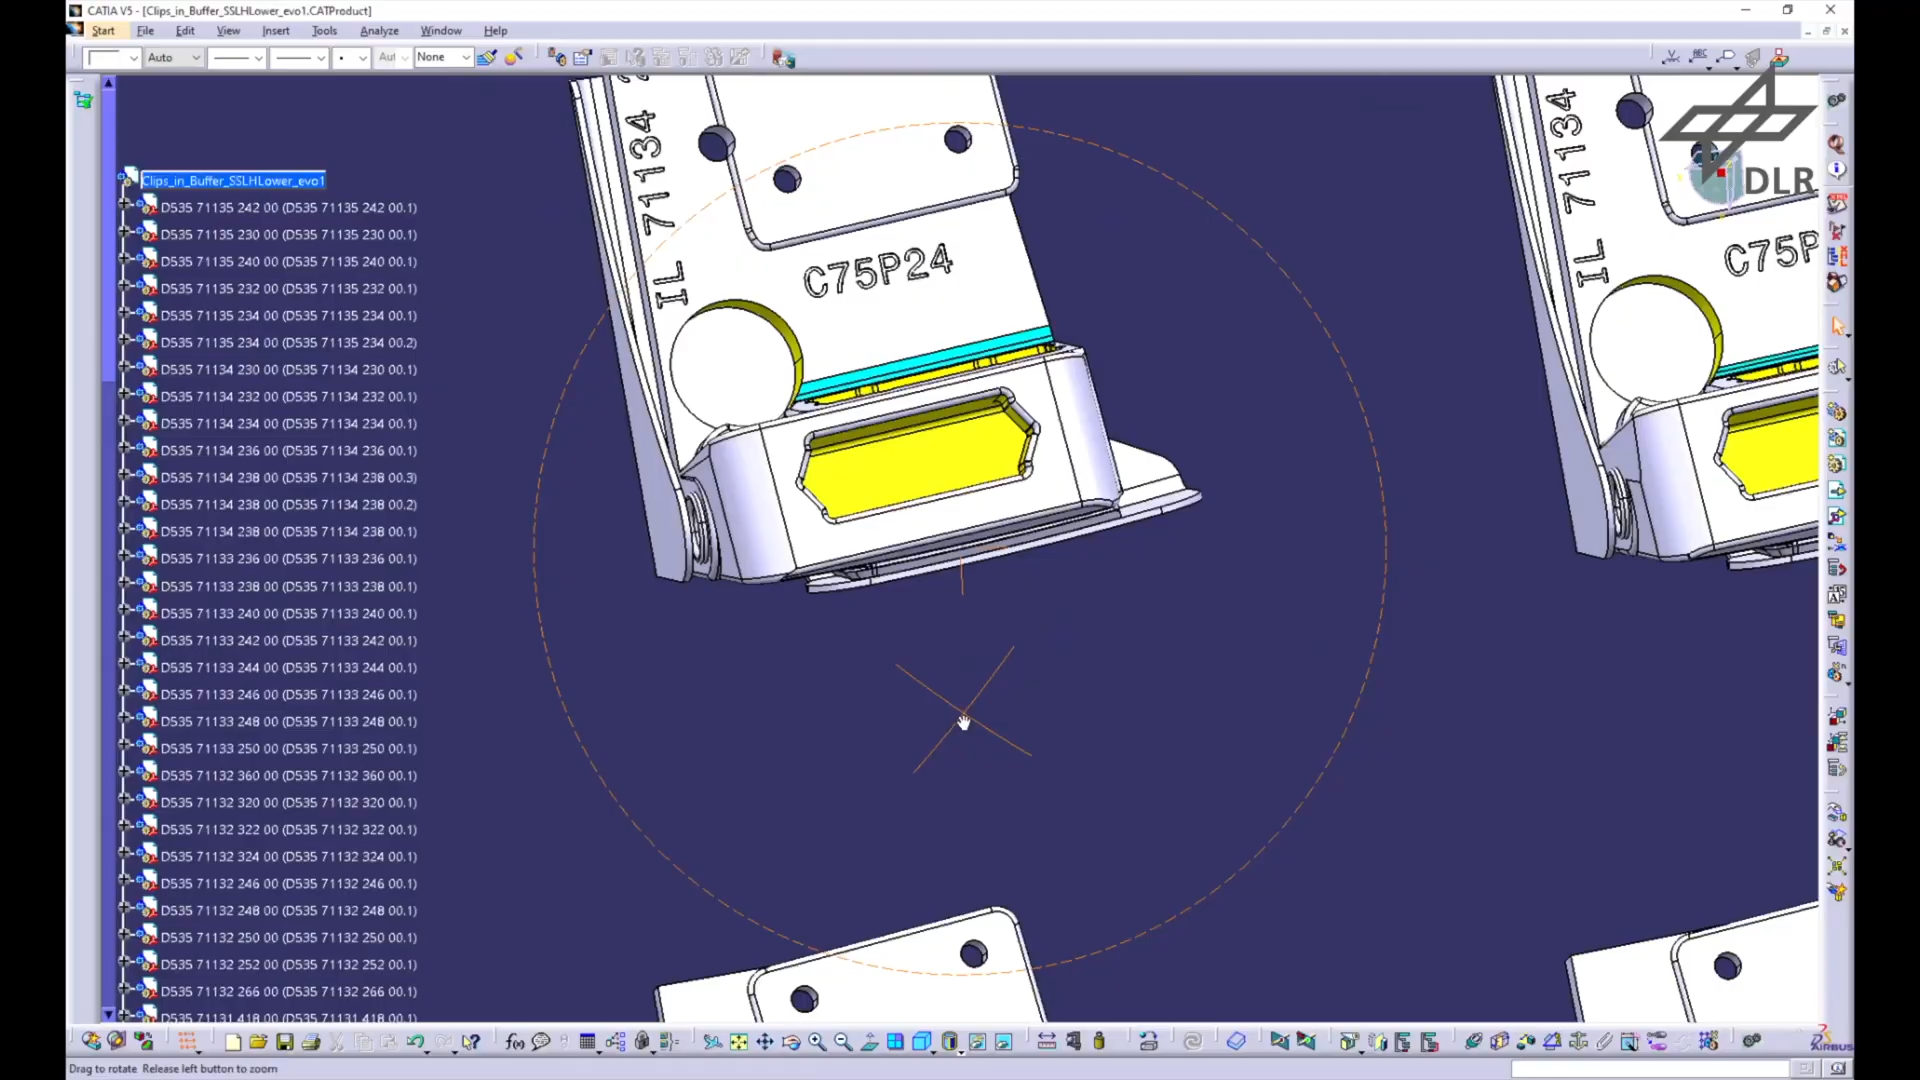 CATIA V5 - [Clips_in_Buffer_SSLHLower_evo1.CATProduct]
Start File Edit View Insert Tools Analyze Window Help
Auto Aut None
Clips_in_Buffer_SSLHLower_evo1
D535 71135 242 00 (D535 71135 242 00.1)
D535 71135 230 00 (D535 71135 230 00.1)
D535 71135 240 00 (D535 71135 240 00.1)
D535 71135 232 00 (D535 71135 232 00.1)
D535 71135 234 00 (D535 71135 234 00.1)
D535 71135 234 00 (D535 71135 234 00.2)
D535 71134 230 00 (D535 71134 230 00.1)
D535 71134 232 00 (D535 71134 232 00.1)
D535 71134 234 00 (D535 71134 234 00.1)
D535 71134 236 00 (D535 71134 236 00.1)
D535 71134 238 00 (D535 71134 238 00.3)
D535 71134 238 00 (D535 71134 238 00.2)
D535 71134 238 00 (D535 71134 238 00.1)
D535 71133 236 00 (D535 71133 236 00.1)
D535 71133 238 00 (D535 71133 238 00.1)
D535 71133 240 00 (D535 71133 240 00.1)
D535 71133 242 00 (D535 71133 242 00.1)
D535 71133 244 00 (D535 71133 244 00.1)
D535 71133 246 00 (D535 71133 246 00.1)
D535 71133 248 00 (D535 71133 248 00.1)
D535 71133 250 00 (D535 71133 250 00.1)
D535 71132 360 00 (D535 71132 360 00.1)
D535 71132 320 00 (D535 71132 320 00.1)
D535 71132 322 00 (D535 71132 322 00.1)
D535 71132 324 00 (D535 71132 324 00.1)
D535 71132 246 00 (D535 71132 246 00.1)
D535 71132 248 00 (D535 71132 248 00.1)
D535 71132 250 00 (D535 71132 250 00.1)
D535 71132 252 00 (D535 71132 252 00.1)
D535 71132 266 00 (D535 71132 266 00.1)
D535 71131 418 00 (D535 71131 418 00.1)
IL 71134
C75P24
IL 71134
C75P
DLR
AIRBUS
Drag to rotate Release left button to zoom